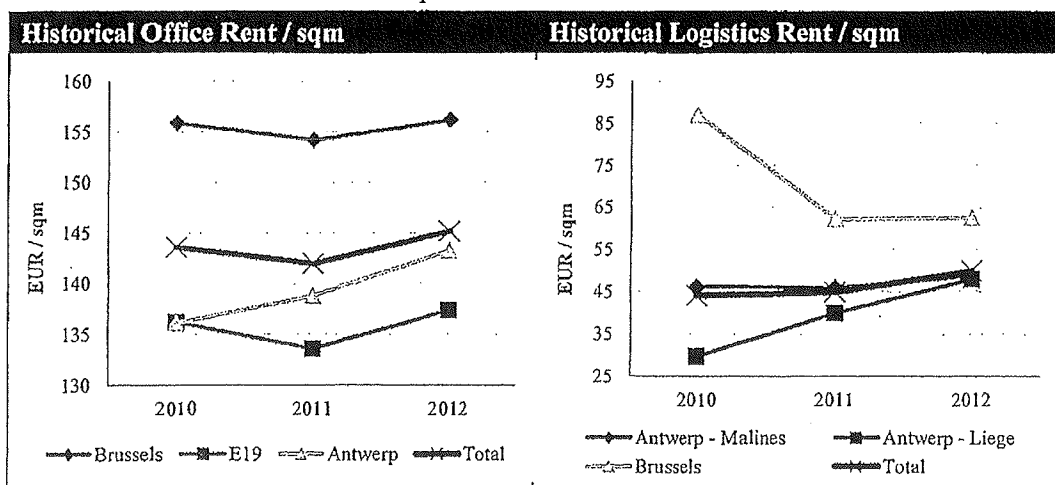 Historical Office Rent / sqm
160
155
150
145
140
135
130
EUR / sqm
2010 2011 2012
Brussels E19 Antwerp Total
Historical Logistics Rent / sqm
95
85
75
65
55
45
35
25
EUR / sqm
2010 2011 2012
Antwerp - Malines Antwerp - Liege
Brussels Total